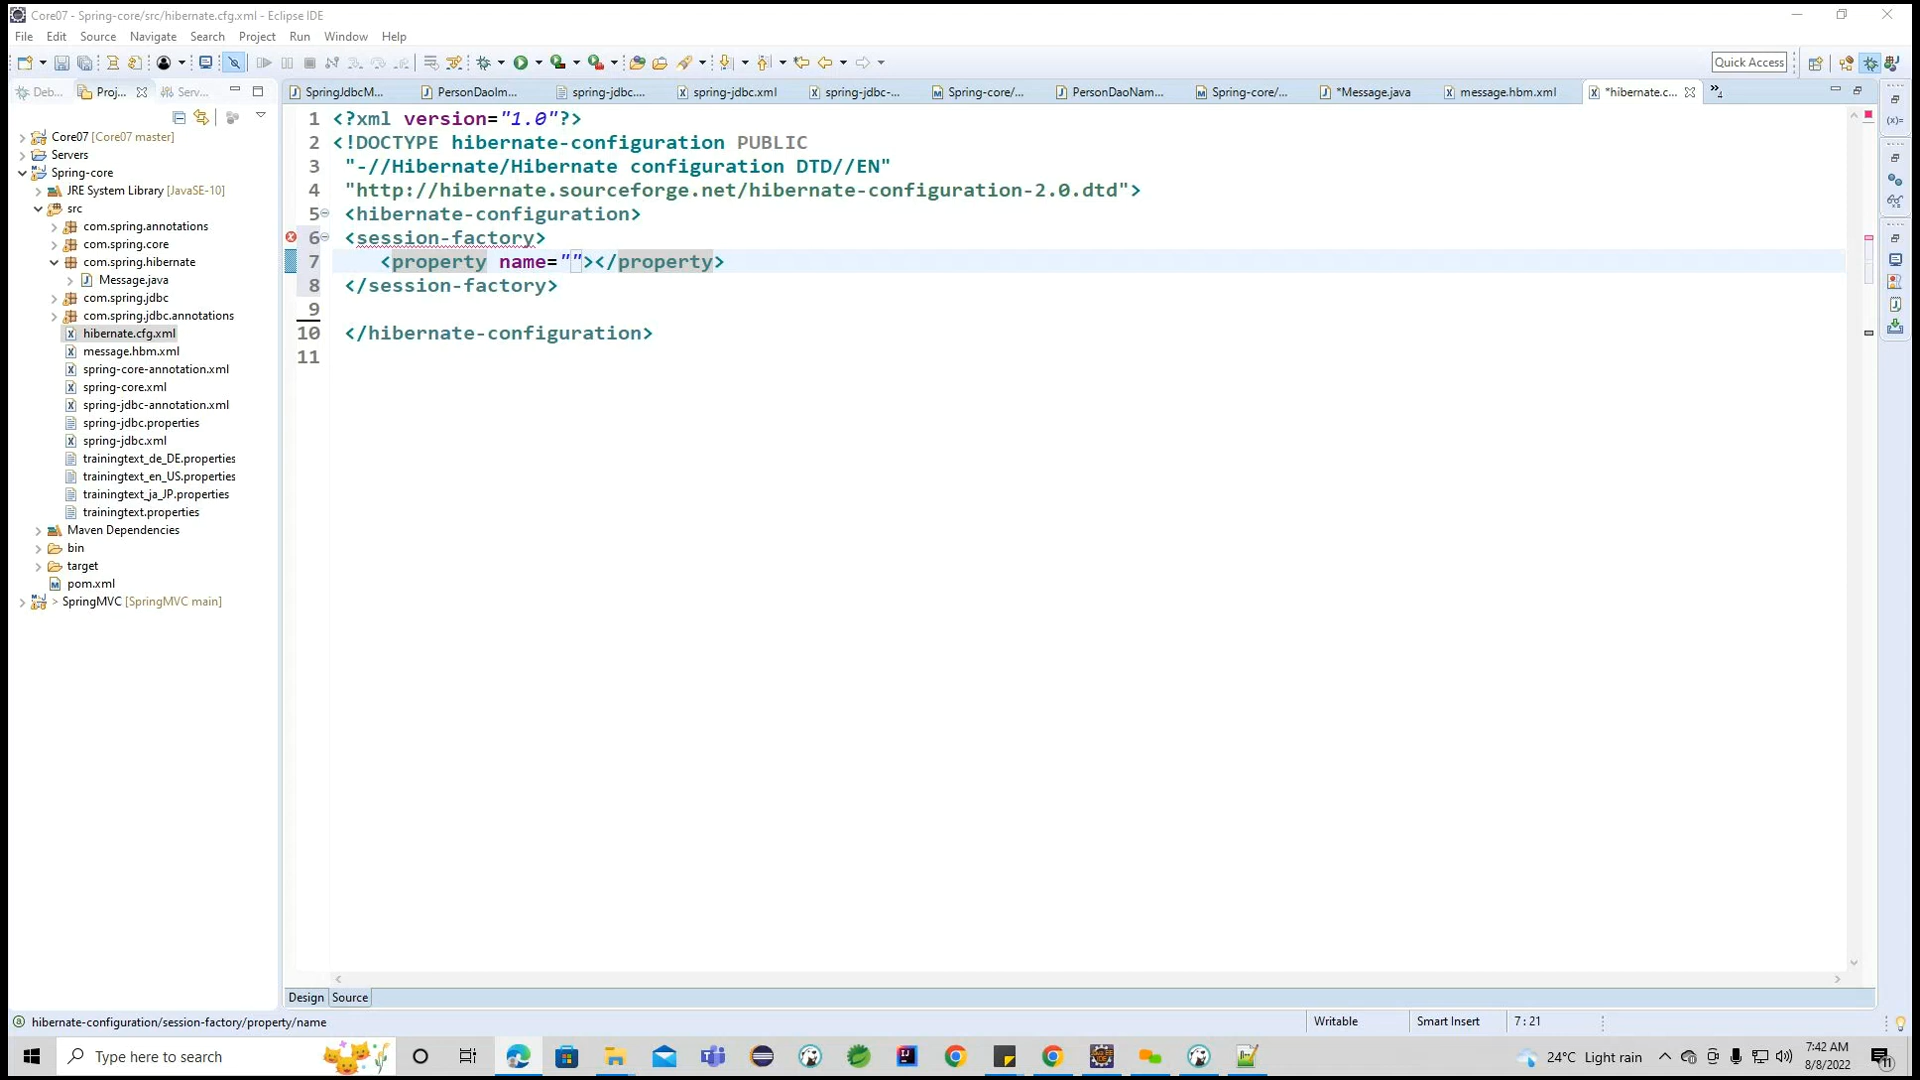 Core07 - Spring-core/src/hibernate.cfg.xml - Eclipse IDE
File Edit Source Navigate Search Project Run Window Help
Quick Access
Deb... Proj... Serv...
SpringJdbcM... PersonDaoIm... spring-jdbc.... spring-jdbc.xml spring-jdbc-... Spring-core/... PersonDaoNam... Spring-core/... *Message.java message.hbm.xml *hibernate.c... »4
Core07 [Core07 master]
Servers
Spring-core
JRE System Library [JavaSE-10]
src
com.spring.annotations
com.spring.core
com.spring.hibernate
Message.java
com.spring.jdbc
com.spring.jdbc.annotations
hibernate.cfg.xml
message.hbm.xml
spring-core-annotation.xml
spring-core.xml
spring-jdbc-annotation.xml
spring-jdbc.properties
spring-jdbc.xml
trainingtext_de_DE.properties
trainingtext_en_US.properties
trainingtext_ja_JP.properties
trainingtext.properties
Maven Dependencies
bin
target
pom.xml
> SpringMVC [SpringMVC main]
1 <?xml version="1.0"?>
2 <!DOCTYPE hibernate-configuration PUBLIC
3 "-//Hibernate/Hibernate configuration DTD//EN"
4 "http://hibernate.sourceforge.net/hibernate-configuration-2.0.dtd">
5 <hibernate-configuration>
6 <session-factory>
7 <property name=""></property>
8 </session-factory>
9
10 </hibernate-configuration>
11
Design Source
hibernate-configuration/session-factory/property/name
Writable Smart Insert 7 : 21
Type here to search
24°C Light rain
7:42 AM
8/8/2022
11